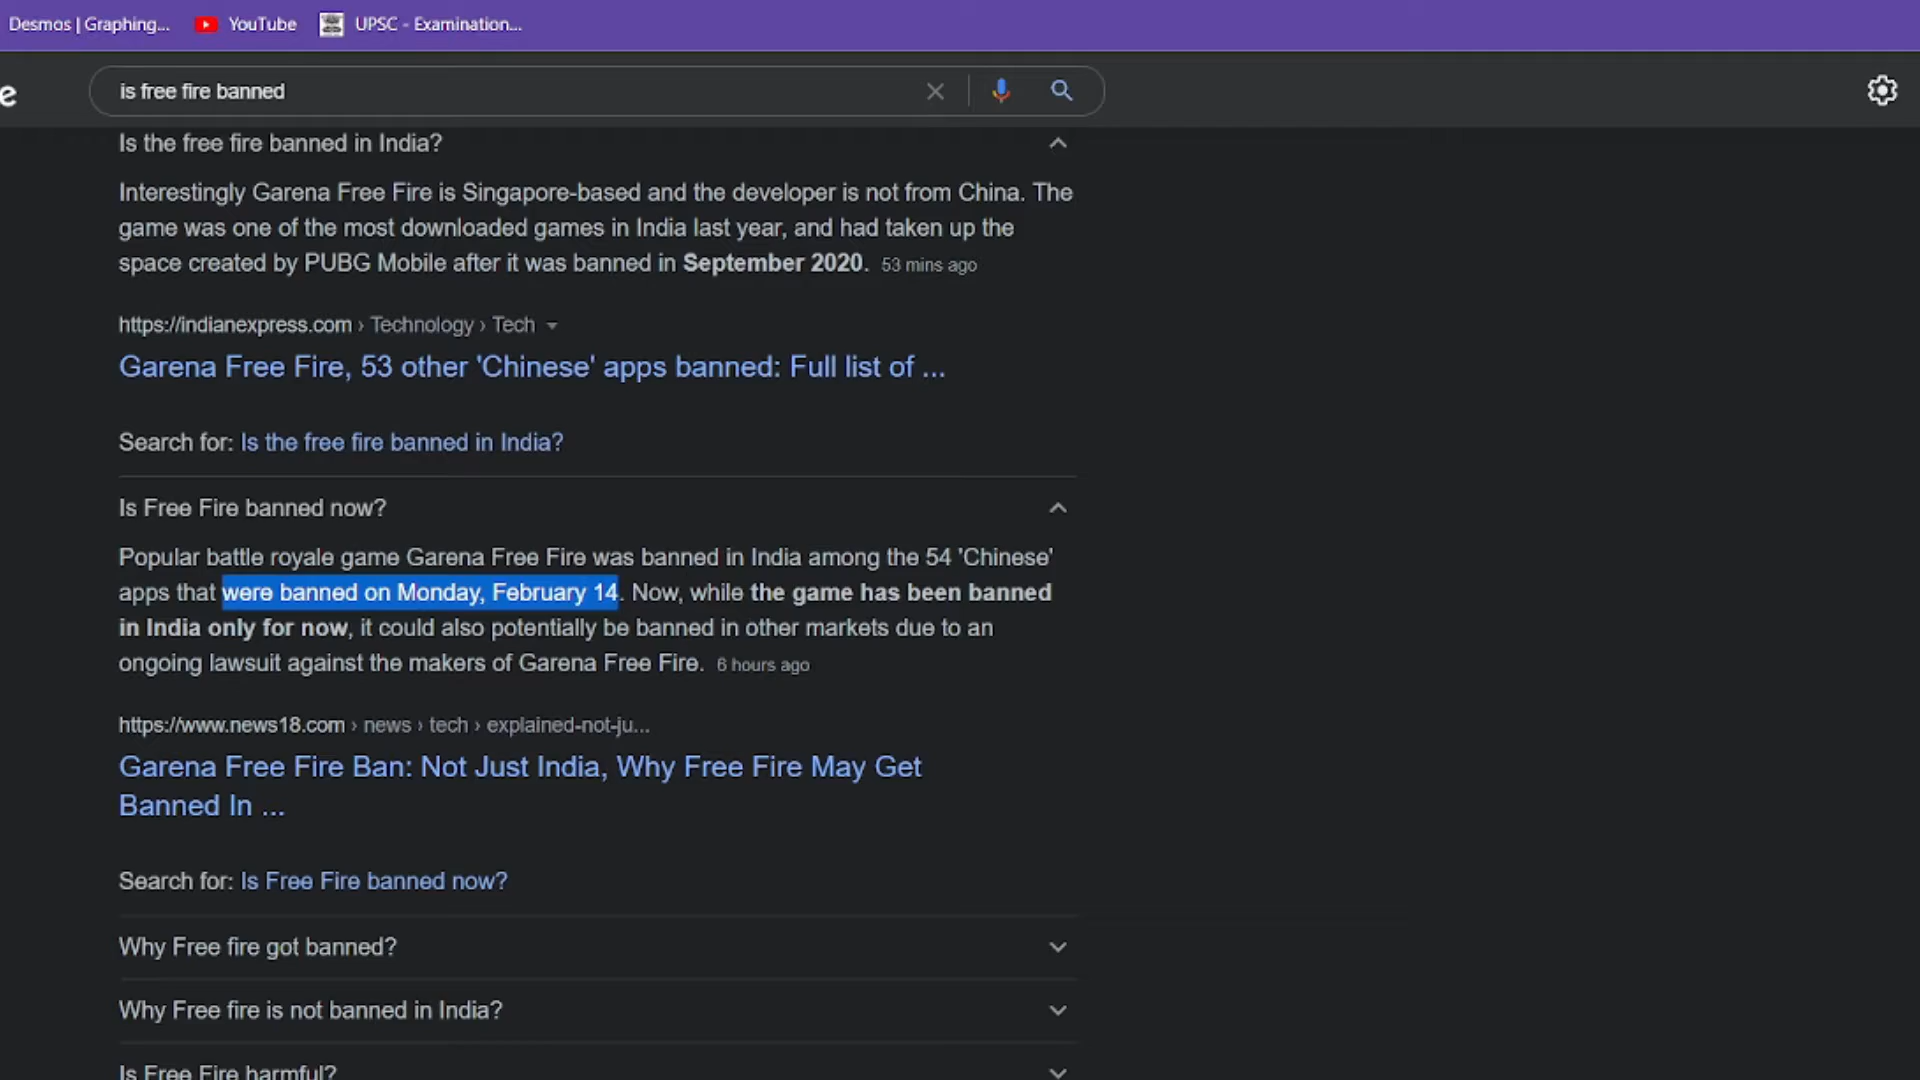 Desmos | Graphing... YouTube UPSC - Examination...
e is free fire banned
Is the free fire banned in India?
Interestingly Garena Free Fire is Singapore-based and the developer is not from China. The
game was one of the most downloaded games in India last year, and had taken up the
space created by PUBG Mobile after it was banned in September 2020. 53 mins ago
https://indianexpress.com › Technology › Tech
Garena Free Fire, 53 other 'Chinese' apps banned: Full list of ...
Search for: Is the free fire banned in India?
Is Free Fire banned now?
Popular battle royale game Garena Free Fire was banned in India among the 54 'Chinese'
apps that were banned on Monday, February 14. Now, while the game has been banned
in India only for now, it could also potentially be banned in other markets due to an
ongoing lawsuit against the makers of Garena Free Fire. 6 hours ago
https://www.news18.com › news › tech › explained-not-ju...
Garena Free Fire Ban: Not Just India, Why Free Fire May Get
Banned In ...
Search for: Is Free Fire banned now?
Why Free fire got banned?
Why Free fire is not banned in India?
Is Free Fire harmful?